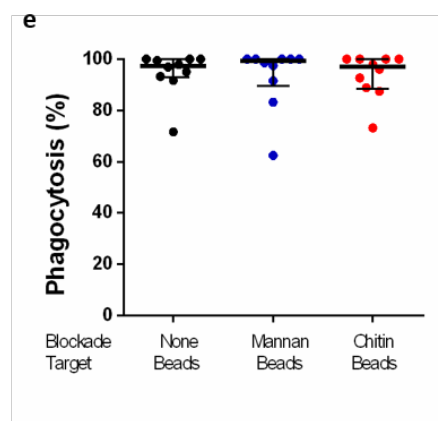 e
Phagocytosis (%)
100
80
60
40
20
0
Blockade None Mannan Chitin
Target Beads Beads Beads